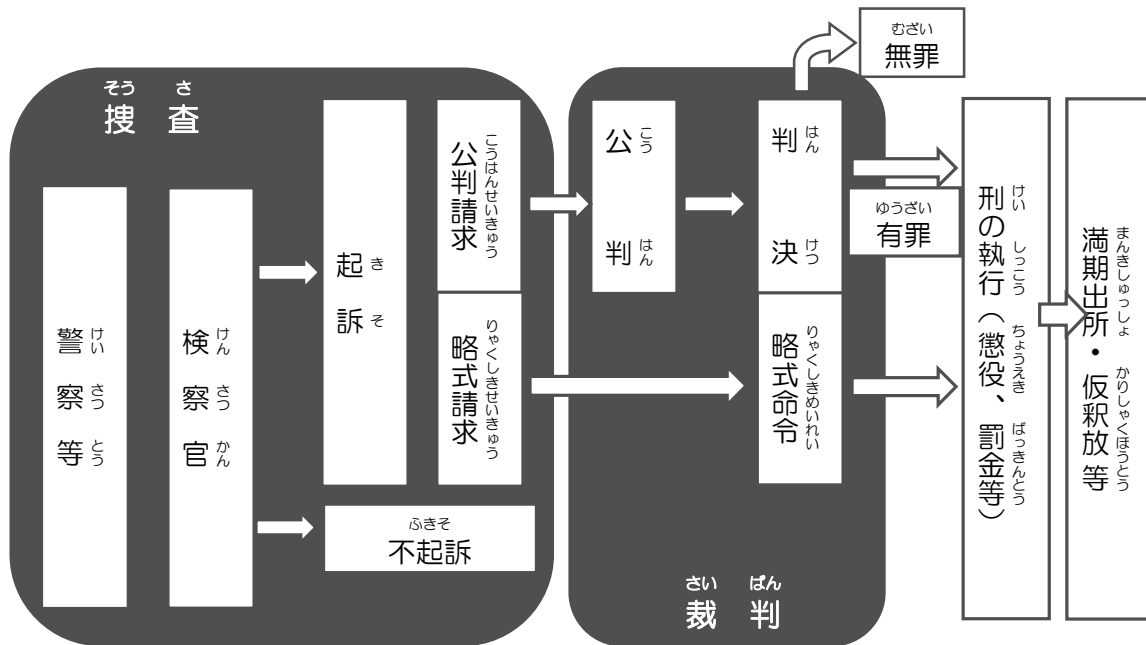 そう さ
捜 査
けい さつ とう
警 察 等
けん さつ かん
検 察 官
き そ
起 訴
こうはんせいきゅう
公判請求
りゃくしきせいきゅう
略式請求
ふきそ
不起訴
さい ばん
裁 判
こう はん
公 判
はん けつ
判 決
りゃくしきめいれい
略式命令
むざい
無罪
ゆうざい
有罪
けい しっこう ちょうえき ばっきんとう
刑の執行（懲役、罰金等）
まんきしゅっしょ かりしゃくほうとう
満期出所・仮釈放等